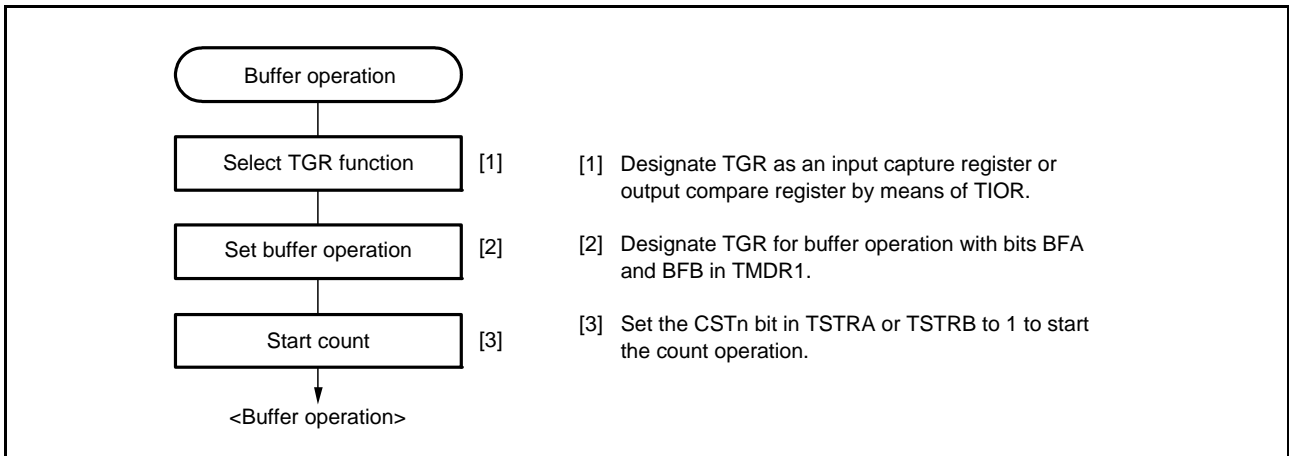 Buffer operation
Select TGR function [1]
Set buffer operation [2]
Start count [3]
<Buffer operation>
[1] Designate TGR as an input capture register or
output compare register by means of TIOR.
[2] Designate TGR for buffer operation with bits BFA
and BFB in TMDR1.
[3] Set the CSTn bit in TSTRA or TSTRB to 1 to start
the count operation.